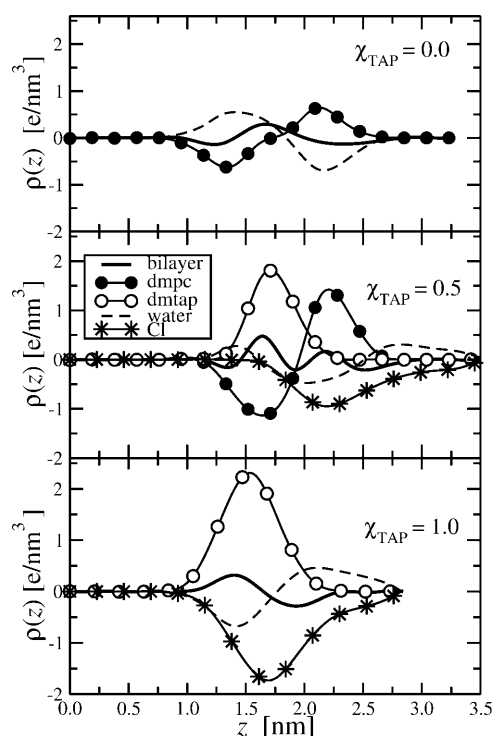 2
1
0
-1
-2
ρ(z) [e/nm³]
χTAP = 0.0
2
1
0
-1
-2
ρ(z) [e/nm³]
χTAP = 0.5
bilayer
dmpc
dmtap
water
Cl
2
1
0
-1
-2
ρ(z) [e/nm³]
χTAP = 1.0
0.0 0.5 1.0 1.5 2.0 2.5 3.0 3.5
z [nm]